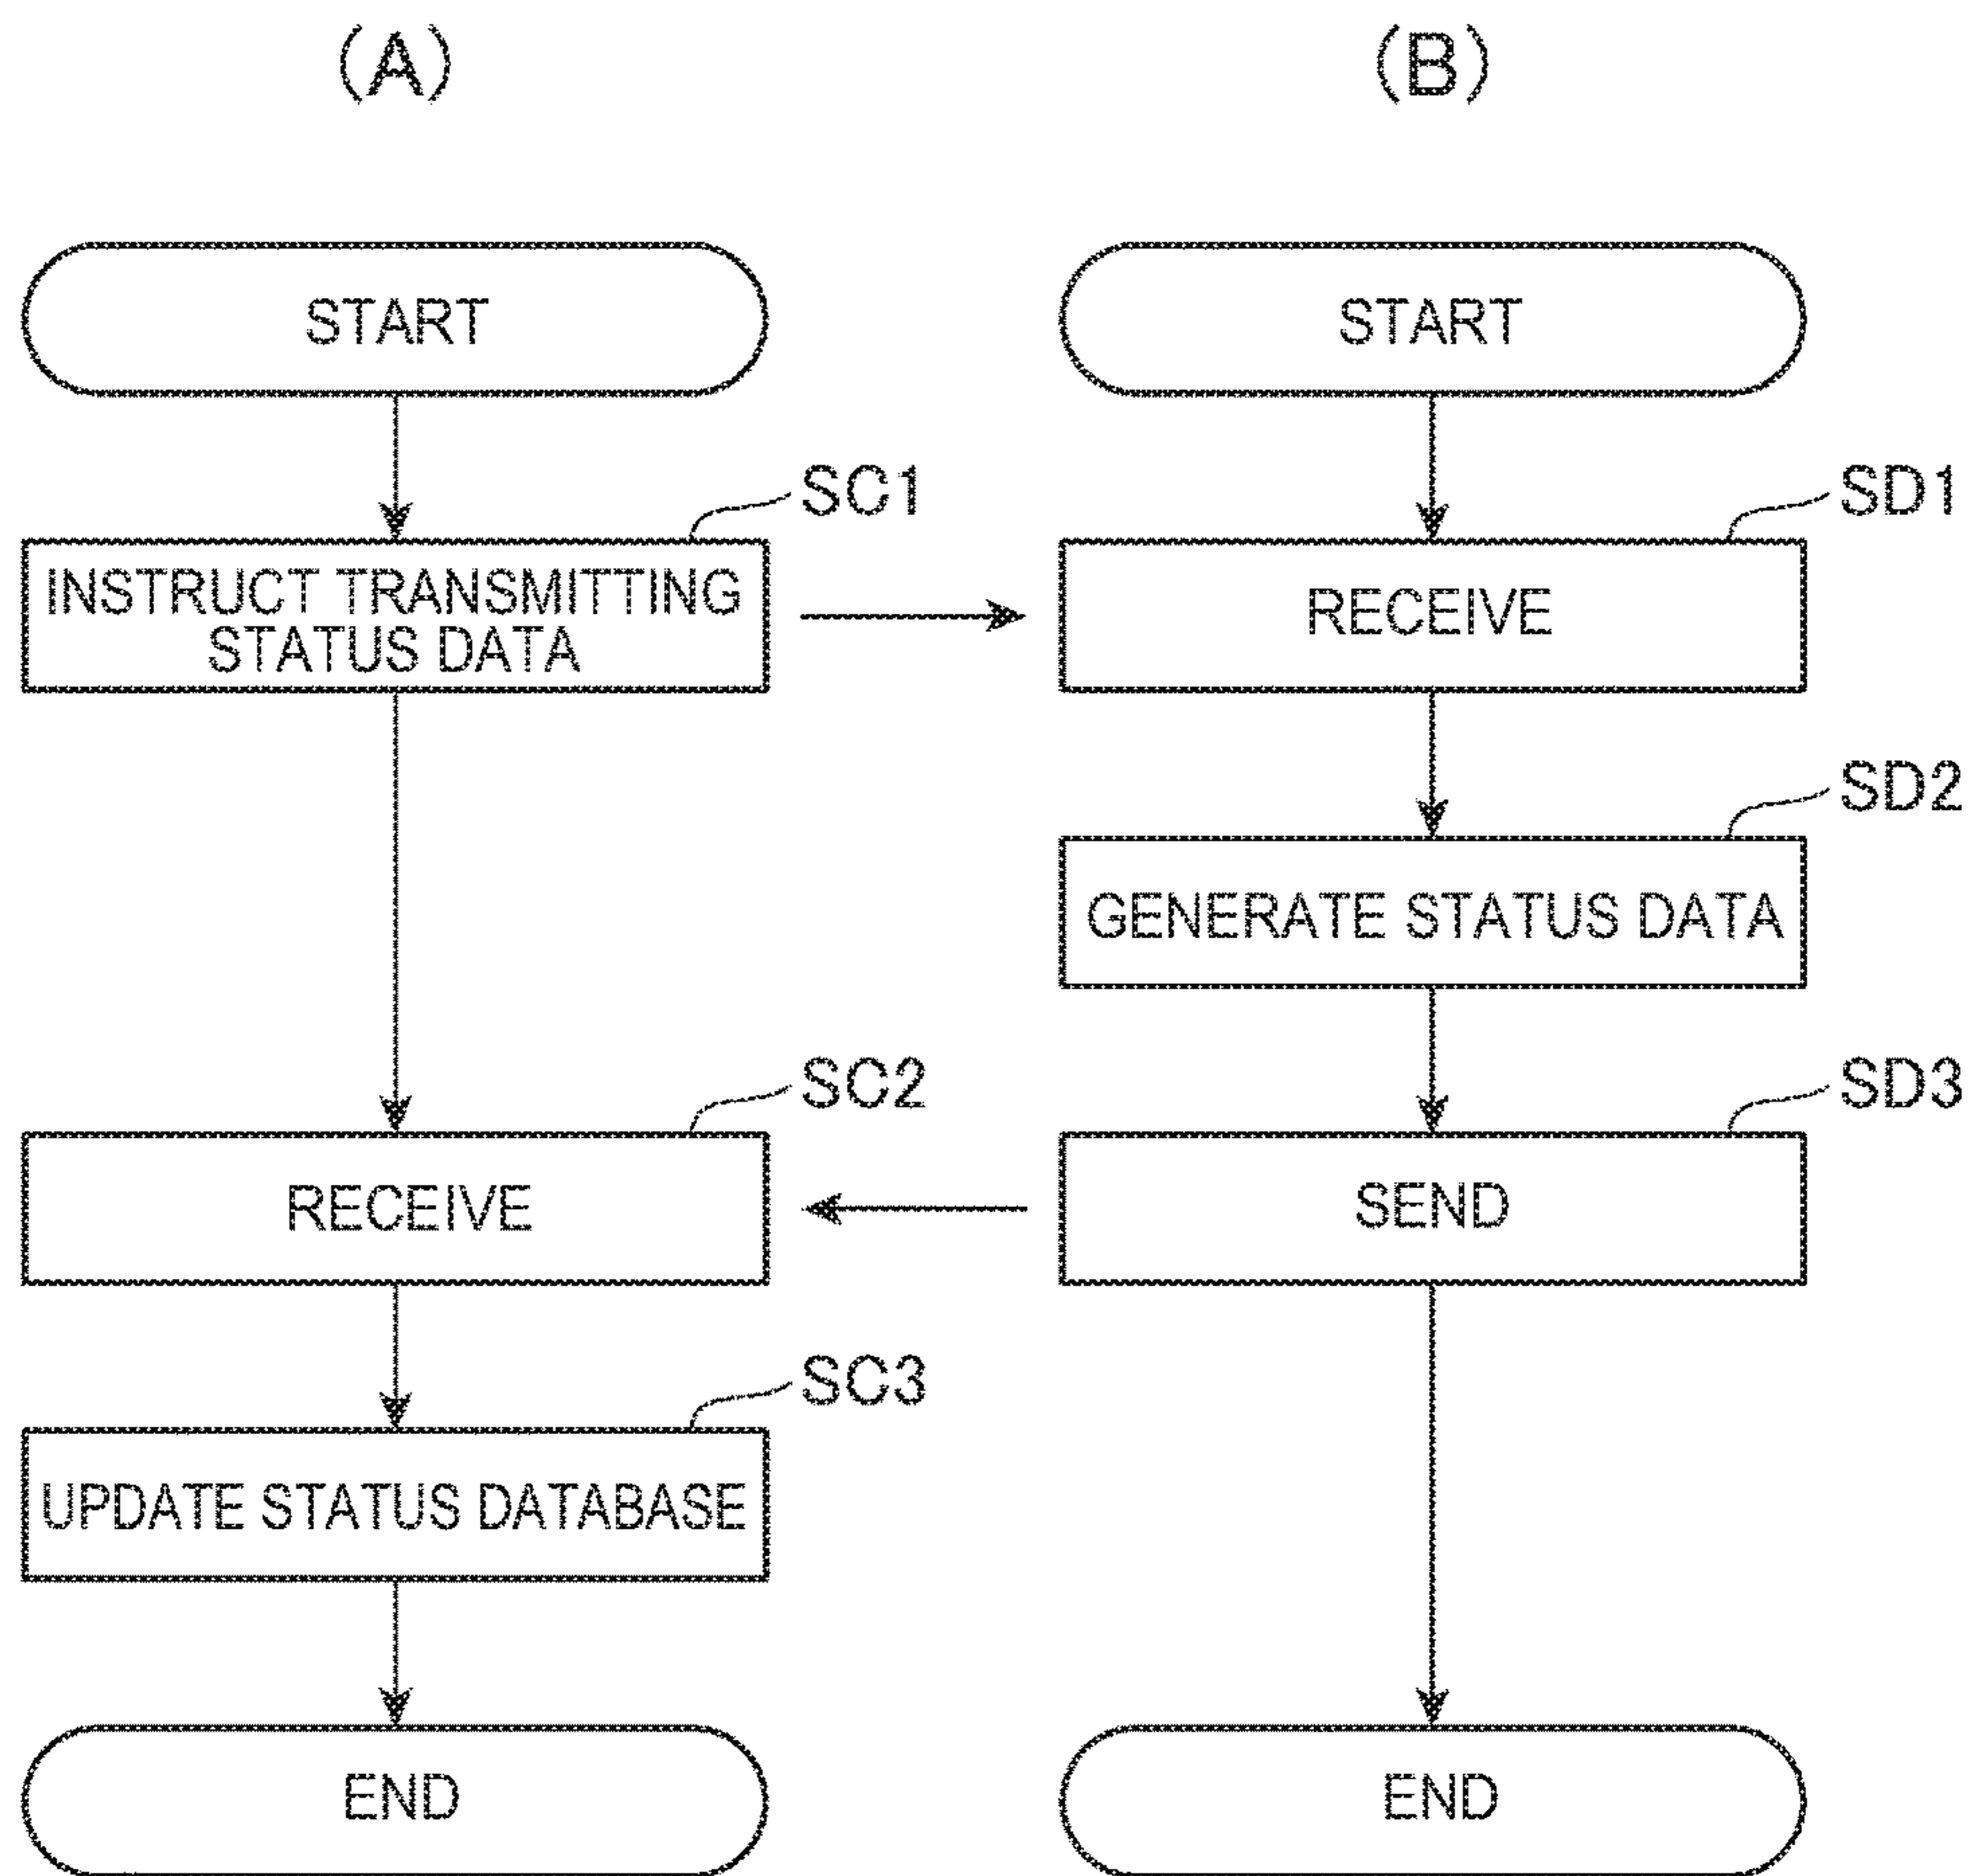 (A)
START
SC1
INSTRUCT TRANSMITTING
STATUS DATA
SC2
RECEIVE
SC3
UPDATE STATUS DATABASE
END
(B)
START
SD1
RECEIVE
SD2
GENERATE STATUS DATA
SD3
SEND
END